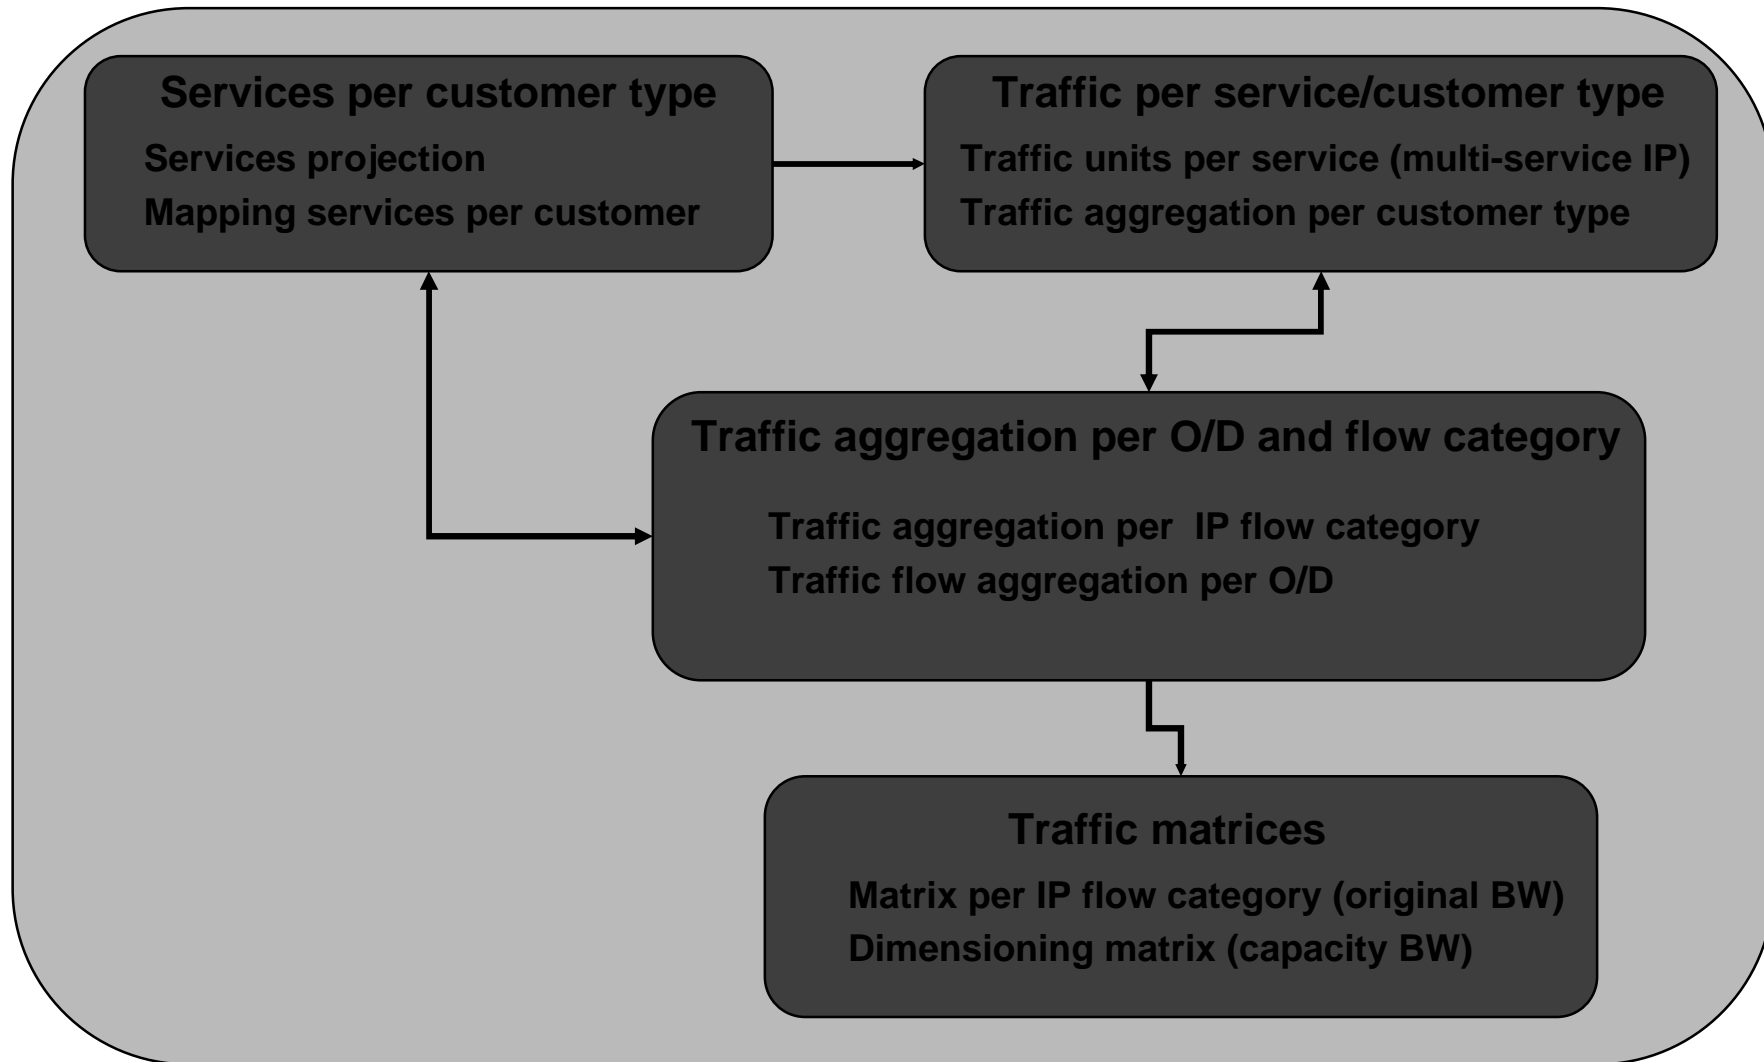 Services per customer type
Services projection
Mapping services per customer
Traffic per service/customer type
Traffic units per service (multi-service IP)
Traffic aggregation per customer type
Traffic aggregation per O/D and flow category
Traffic aggregation per  IP flow category
Traffic flow aggregation per O/D
Traffic matrices
Matrix per IP flow category (original BW)
Dimensioning matrix (capacity BW)